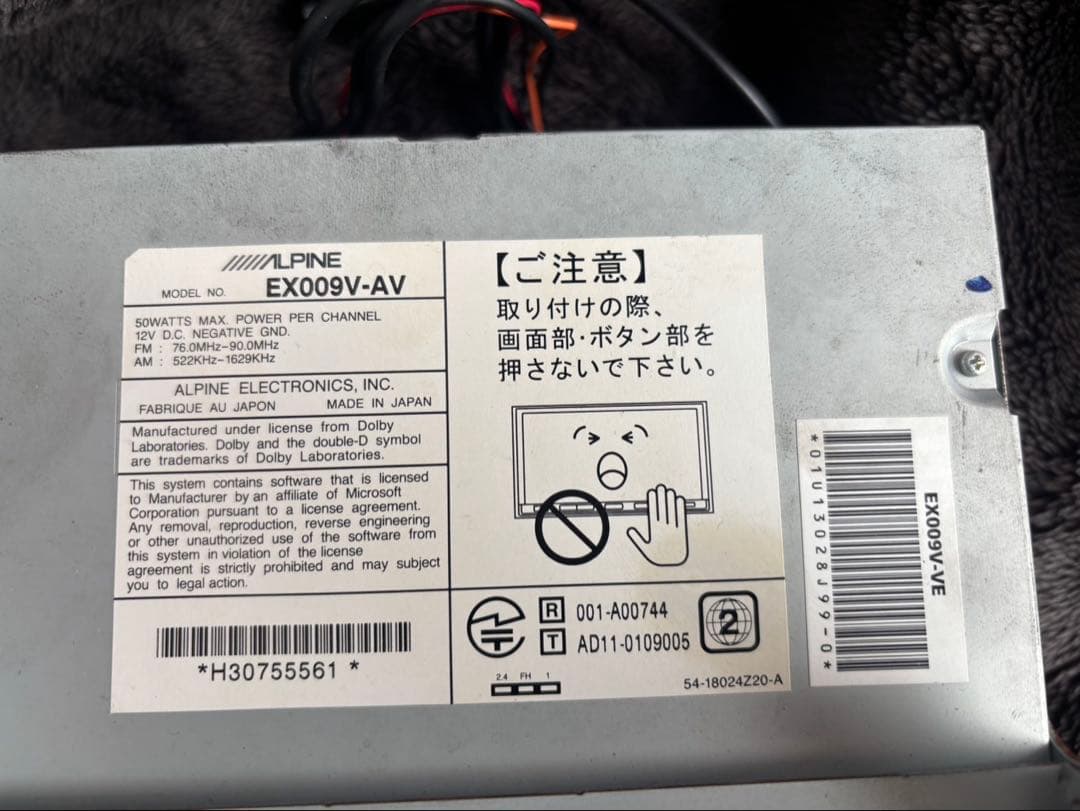 ALPINE
MODEL NO. EX009V-AV
50WATTS MAX. POWER PER CHANNEL
12V D.C. NEGATIVE GND.
FM : 76.0MHz-90.0MHz
AM : 522KHz-1629KHz
ALPINE ELECTRONICS, INC.
FABRIQUE AU JAPON MADE IN JAPAN
Manufactured under license from Dolby
Laboratories. Dolby and the double-D symbol
are trademarks of Dolby Laboratories.
This system contains software that is licensed
to Manufacturer by an affiliate of Microsoft
Corporation pursuant to a license agreement.
Any removal, reproduction, reverse engineering
or other unauthorized use of the software from
this system in violation of the license
agreement is strictly prohibited and may subject
you to legal action.
*H30755561 *
【ご注意】
取り付けの際、
画面部・ボタン部を
押さないで下さい。
R 001-A00744
T AD11-0109005
2
2.4 FH 1
54-18024Z20-A
EX009V-VE
*01U13028J99-0*